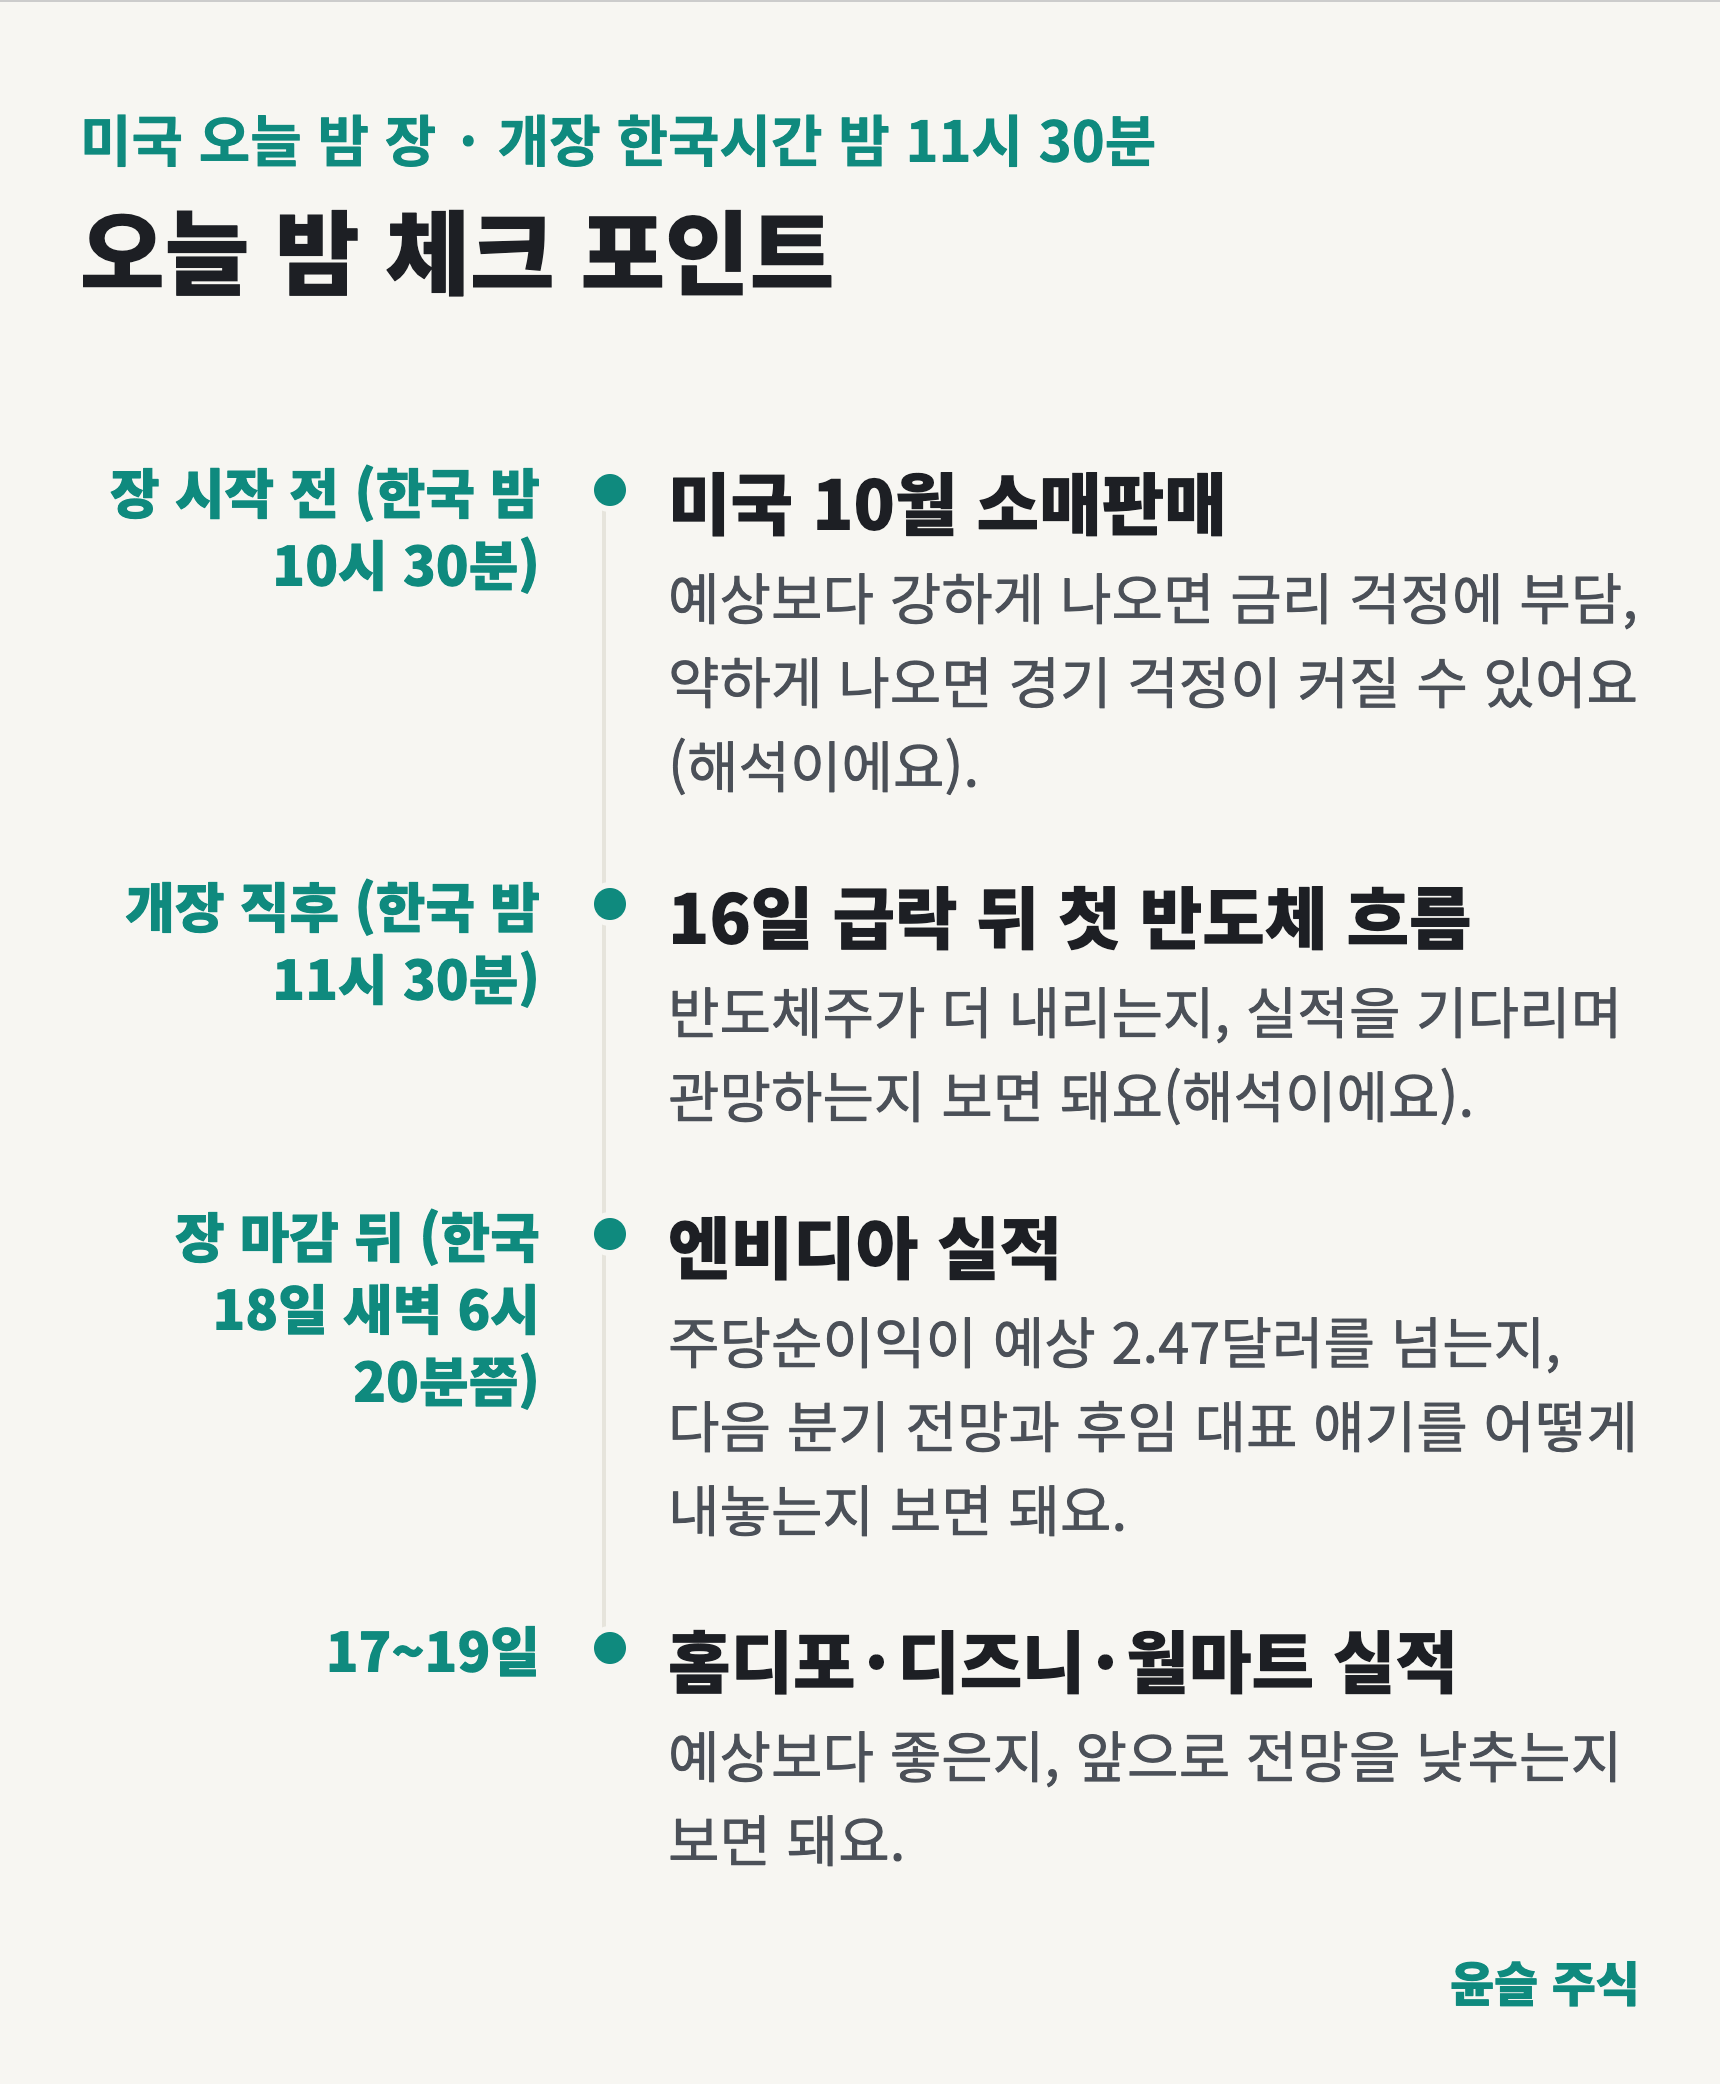 미국 오늘 밤 장 · 개장 한국시간 밤 11시 30분
오늘 밤 체크 포인트
장 시작 전 (한국 밤
10시 30분)
미국 10월 소매판매
예상보다 강하게 나오면 금리 걱정에 부담,
약하게 나오면 경기 걱정이 커질 수 있어요
(해석이에요).
개장 직후 (한국 밤
11시 30분)
16일 급락 뒤 첫 반도체 흐름
반도체주가 더 내리는지, 실적을 기다리며
관망하는지 보면 돼요(해석이에요).
장 마감 뒤 (한국
18일 새벽 6시
20분쯤)
엔비디아 실적
주당순이익이 예상 2.47달러를 넘는지,
다음 분기 전망과 후임 대표 얘기를 어떻게
내놓는지 보면 돼요.
17~19일
홈디포·디즈니·월마트 실적
예상보다 좋은지, 앞으로 전망을 낮추는지
보면 돼요.
윤슬 주식